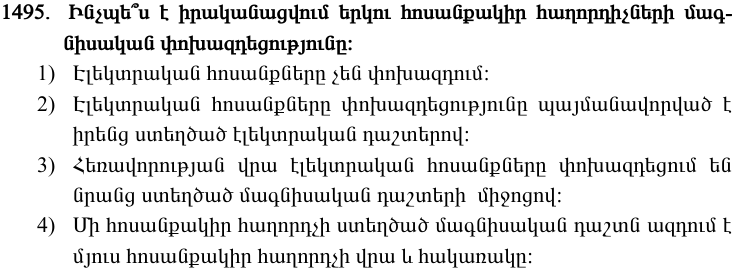 1495. Ինչպե՞ս է իրականացվում երկու հոսանքակիր հաղորդիչների մագ-
նիսական փոխազդեցությունը:
1) Էլեկտրական հոսանքները չեն փոխազդում:
2) Էլեկտրական հոսանքները փոխազդեցությունը պայմանավորված է
իրենց ստեղծած էլեկտրական դաշտերով:
3) Հեռավորության վրա էլեկտրական հոսանքները փոխազդեցում են
նրանց ստեղծած մագնիսական դաշտերի միջոցով:
4) Մի հոսանքակիր հաղորդչի ստեղծած մագնիսական դաշտն ազդում է
մյուս հոսանքակիր հաղորդչի վրա և հակառակը: